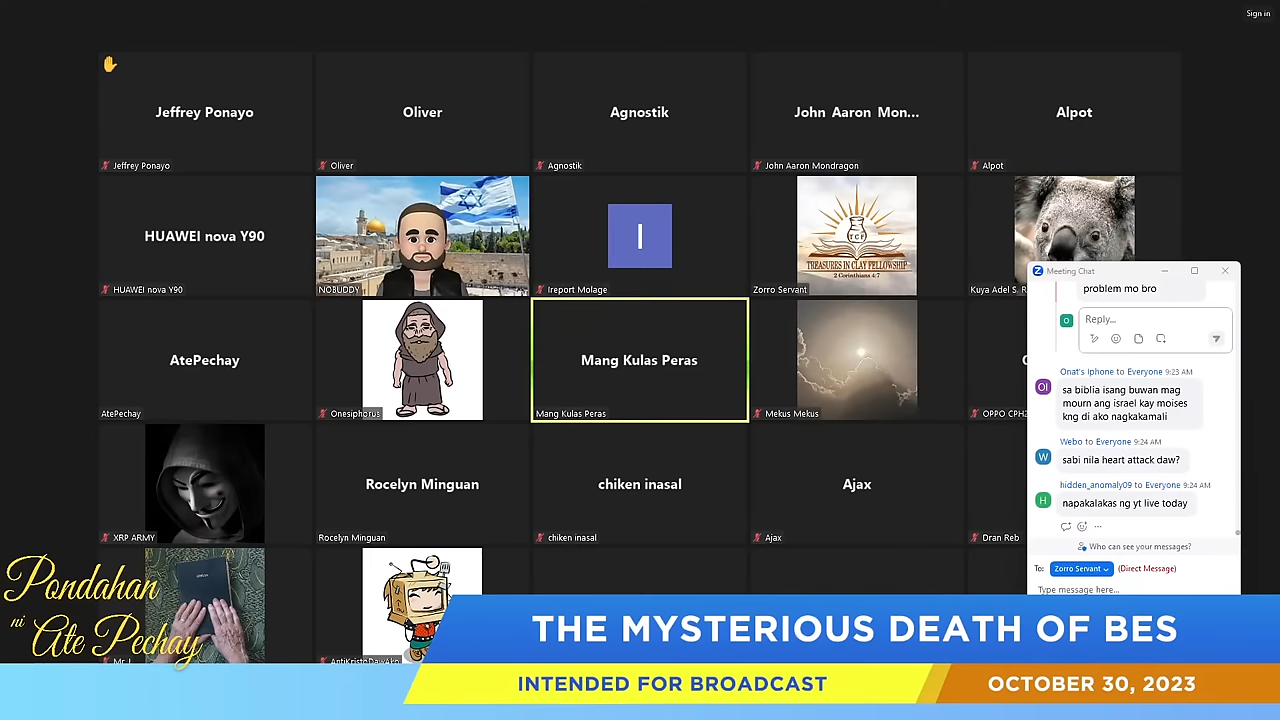 Sign in
Jeffrey Ponayo
Oliver
Agnostik
John Aaron Mon...
Alpot
Jeffrey Ponayo
Oliver
Agnostik
John Aaron Mondragon
Alpot
HUAWEI nova Y90
I
TCF
TREASURES IN CLAY FELLOWSHIP
2 Corinthians 4:7
HUAWEI nova Y90
NOBUDDY
Ireport Molage
Zorro Servant
Kuya Adel S. R
AtePechay
Mang Kulas Peras
AtePechay
Onesiphorus
Mang Kulas Peras
Mekus Mekus
OPPO CPH2
Rocelyn Minguan
chiken inasal
Ajax
XRP ARMY
Rocelyn Minguan
chiken inasal
Ajax
Dran Reb
Mr J
AntiKristoDawAko
Meeting Chat
problem mo bro
O
Reply...
Onat's iphone to Everyone 9:23 AM
OI
sa biblia isang buwan mag
mourn ang israel kay moises
kng di ako nagkakamali
Webo to Everyone 9:24 AM
W
sabi nila heart attack daw?
hidden_anomaly09 to Everyone 9:24 AM
H
napakalakas ng yt live today
Who can see your messages?
To: Zorro Servant (Direct Message)
Type message here...
Pondahan
ni Ate Pechay
THE MYSTERIOUS DEATH OF BES
INTENDED FOR BROADCAST
OCTOBER 30, 2023